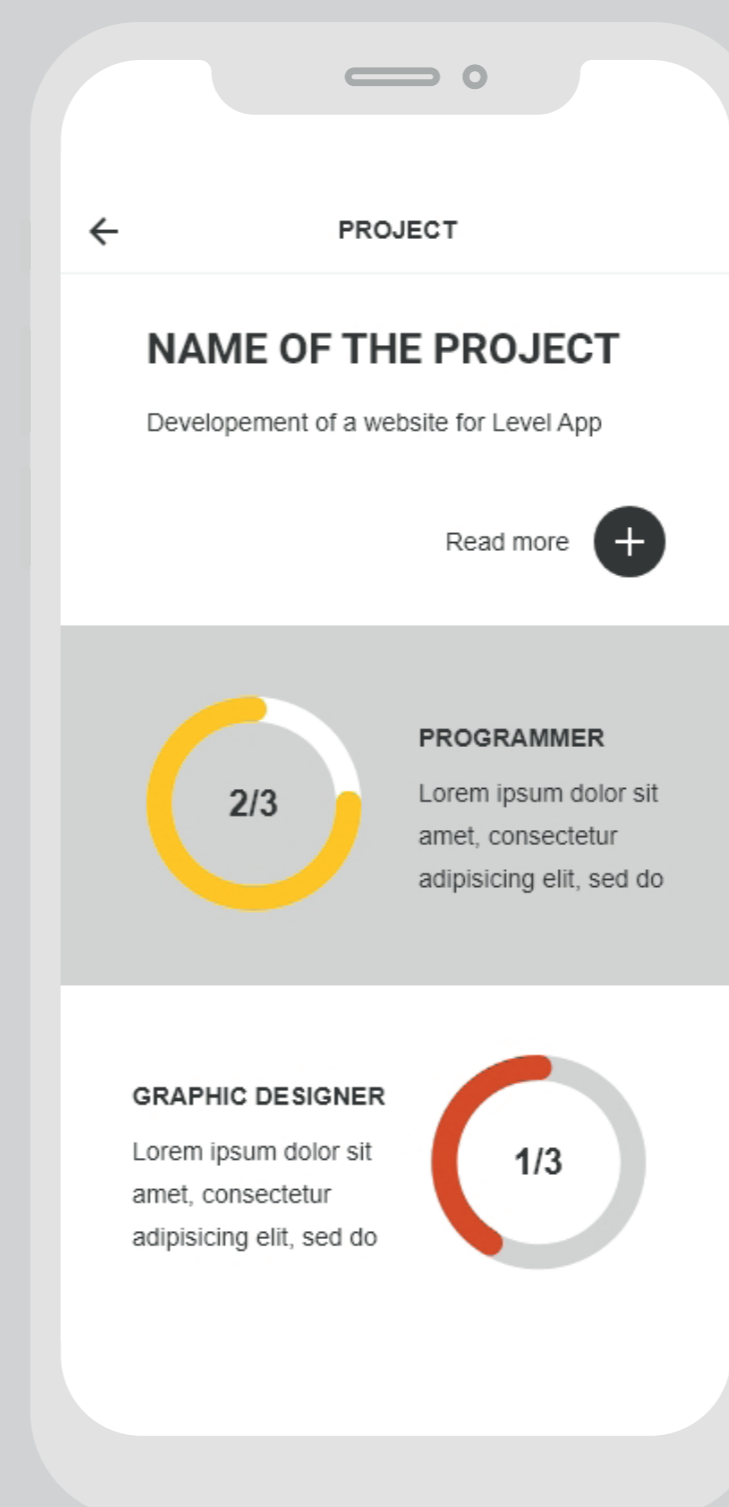 PROJECT
NAME OF THE PROJECT
Developement of a website for Level App
Read more
2/3
PROGRAMMER
Lorem ipsum dolor sit
amet, consectetur
adipisicing elit, sed do
GRAPHIC DESIGNER
Lorem ipsum dolor sit
amet, consectetur
adipisicing elit, sed do
1/3